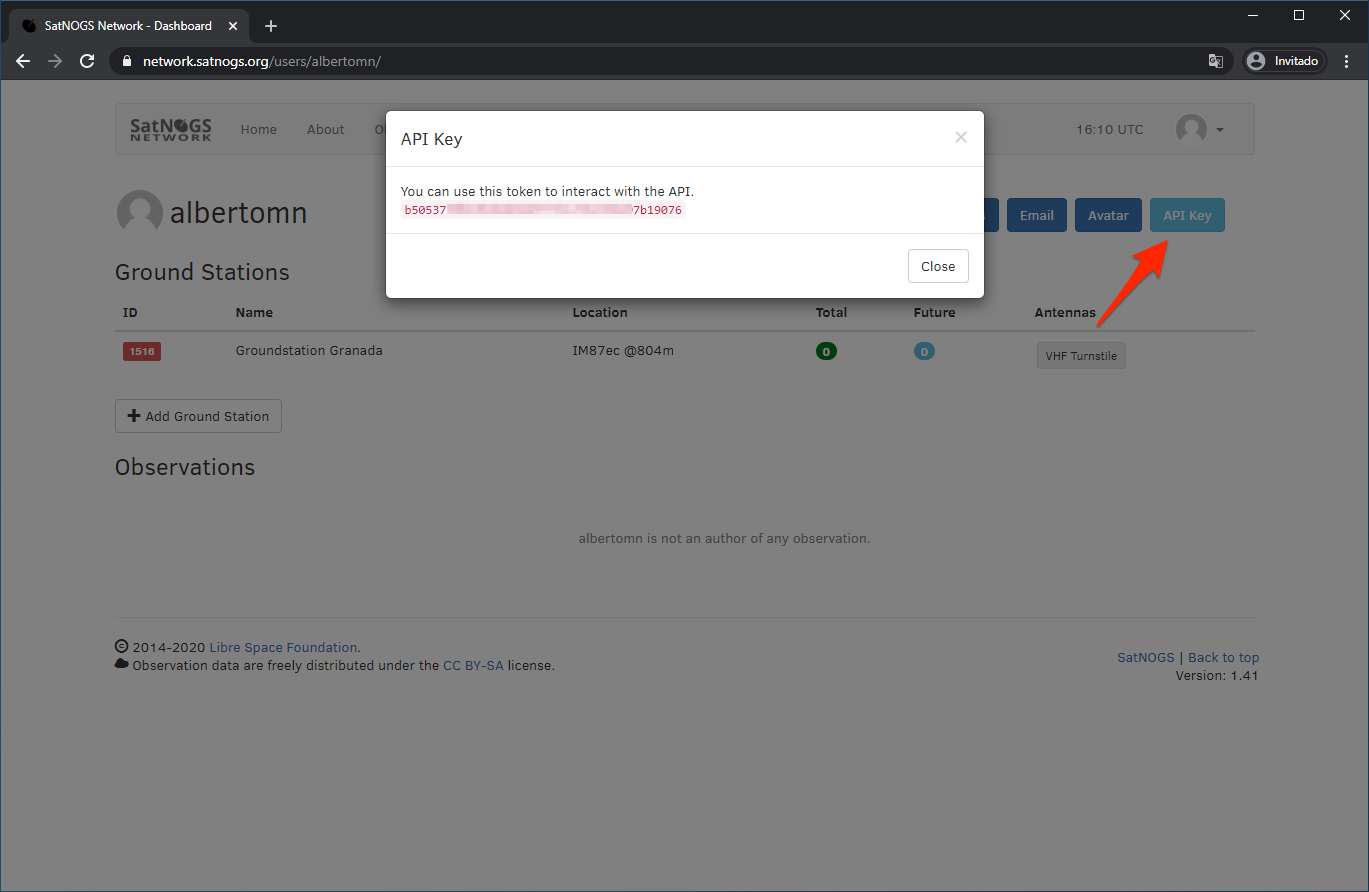 SatNOGS Network - Dashboard
network.satnogs.org/users/albertomn/
Invitado
SatNOGS
NETWORK
Home About
16:10 UTC
API Key
You can use this token to interact with the API.
b50537 7b19076
Close
albertomn
Email Avatar API Key
Ground Stations
ID Name Location Total Future Antennas
1516 Groundstation Granada IM87ec @804m 0 0 VHF Turnstile
+ Add Ground Station
Observations
albertomn is not an author of any observation.
2014-2020 Libre Space Foundation.
Observation data are freely distributed under the CC BY-SA license.
SatNOGS | Back to top
Version: 1.41